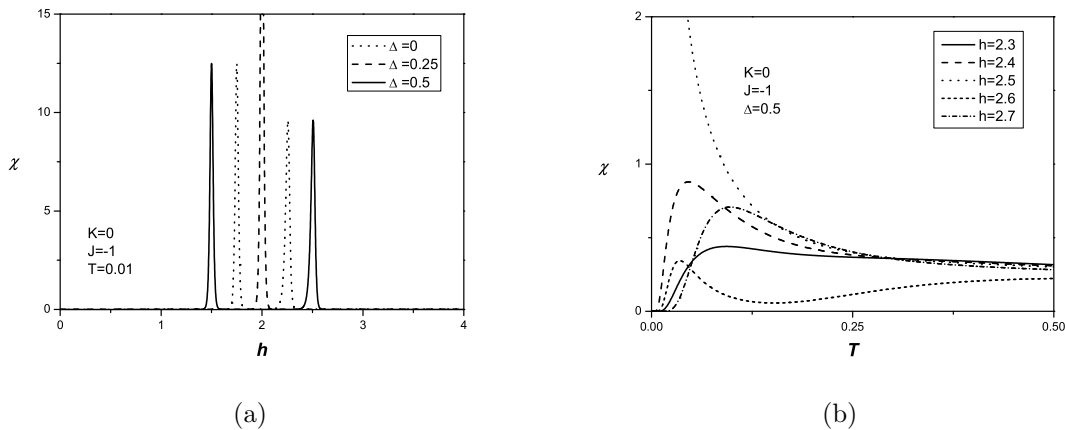 15
10
5
0
χ
Δ =0
Δ =0.25
Δ =0.5
K=0
J=-1
T=0.01
0
1
2
3
4
h
(a)
2
1
0
χ
K=0
J=-1
Δ=0.5
h=2.3
h=2.4
h=2.5
h=2.6
h=2.7
0.00
0.25
0.50
T
(b)